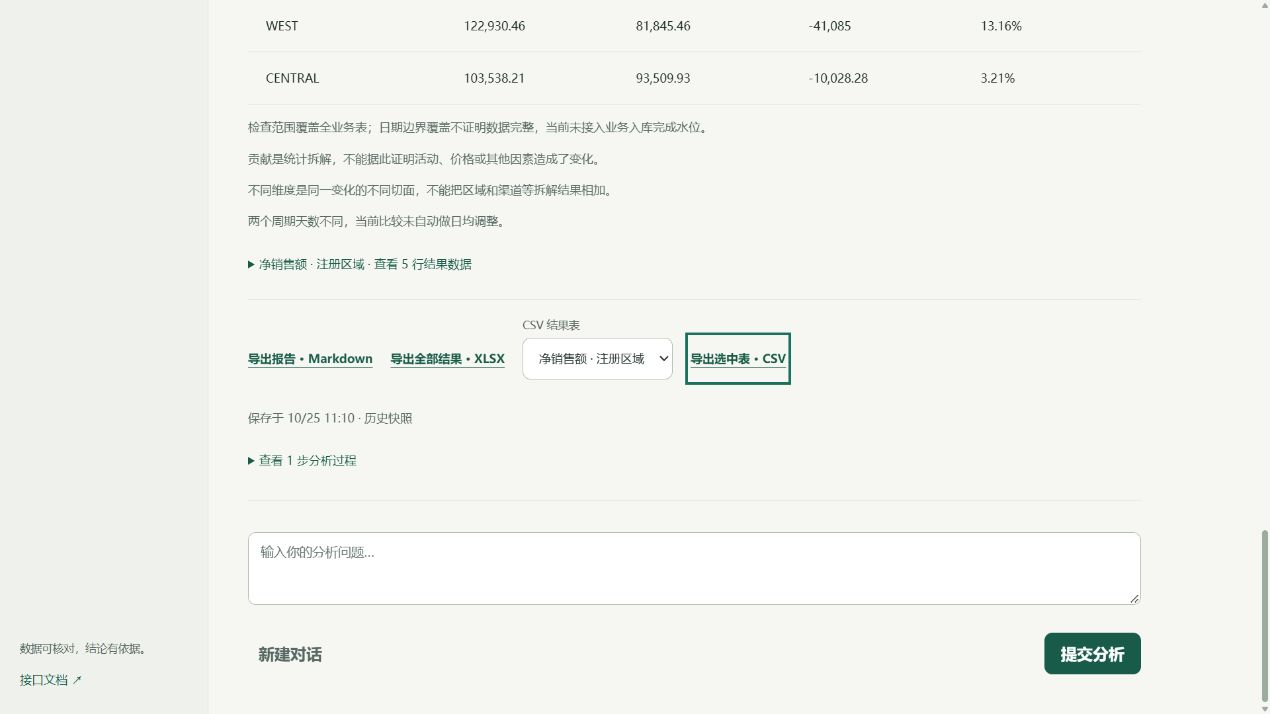 WEST 122,930.46 81,845.46 -41,085 13.16%
CENTRAL 103,538.21 93,509.93 -10,028.28 3.21%
检查范围覆盖全业务表；日期边界覆盖不证明数据完整，当前未接入业务入库完成水位。
贡献是统计拆解，不能据此证明活动、价格或其他因素造成了变化。
不同维度是同一变化的不同切面，不能把区域和渠道等拆解结果相加。
两个周期天数不同，当前比较未自动做日均调整。
▶ 净销售额 · 注册区域 · 查看 5 行结果数据
CSV 结果表
导出报告 • Markdown 导出全部结果 • XLSX 净销售额 · 注册区域 导出选中表 • CSV
保存于 10/25 11:10 · 历史快照
▶ 查看 1 步分析过程
输入你的分析问题...
数据可核对，结论有依据。
新建对话 提交分析
接口文档 ↗